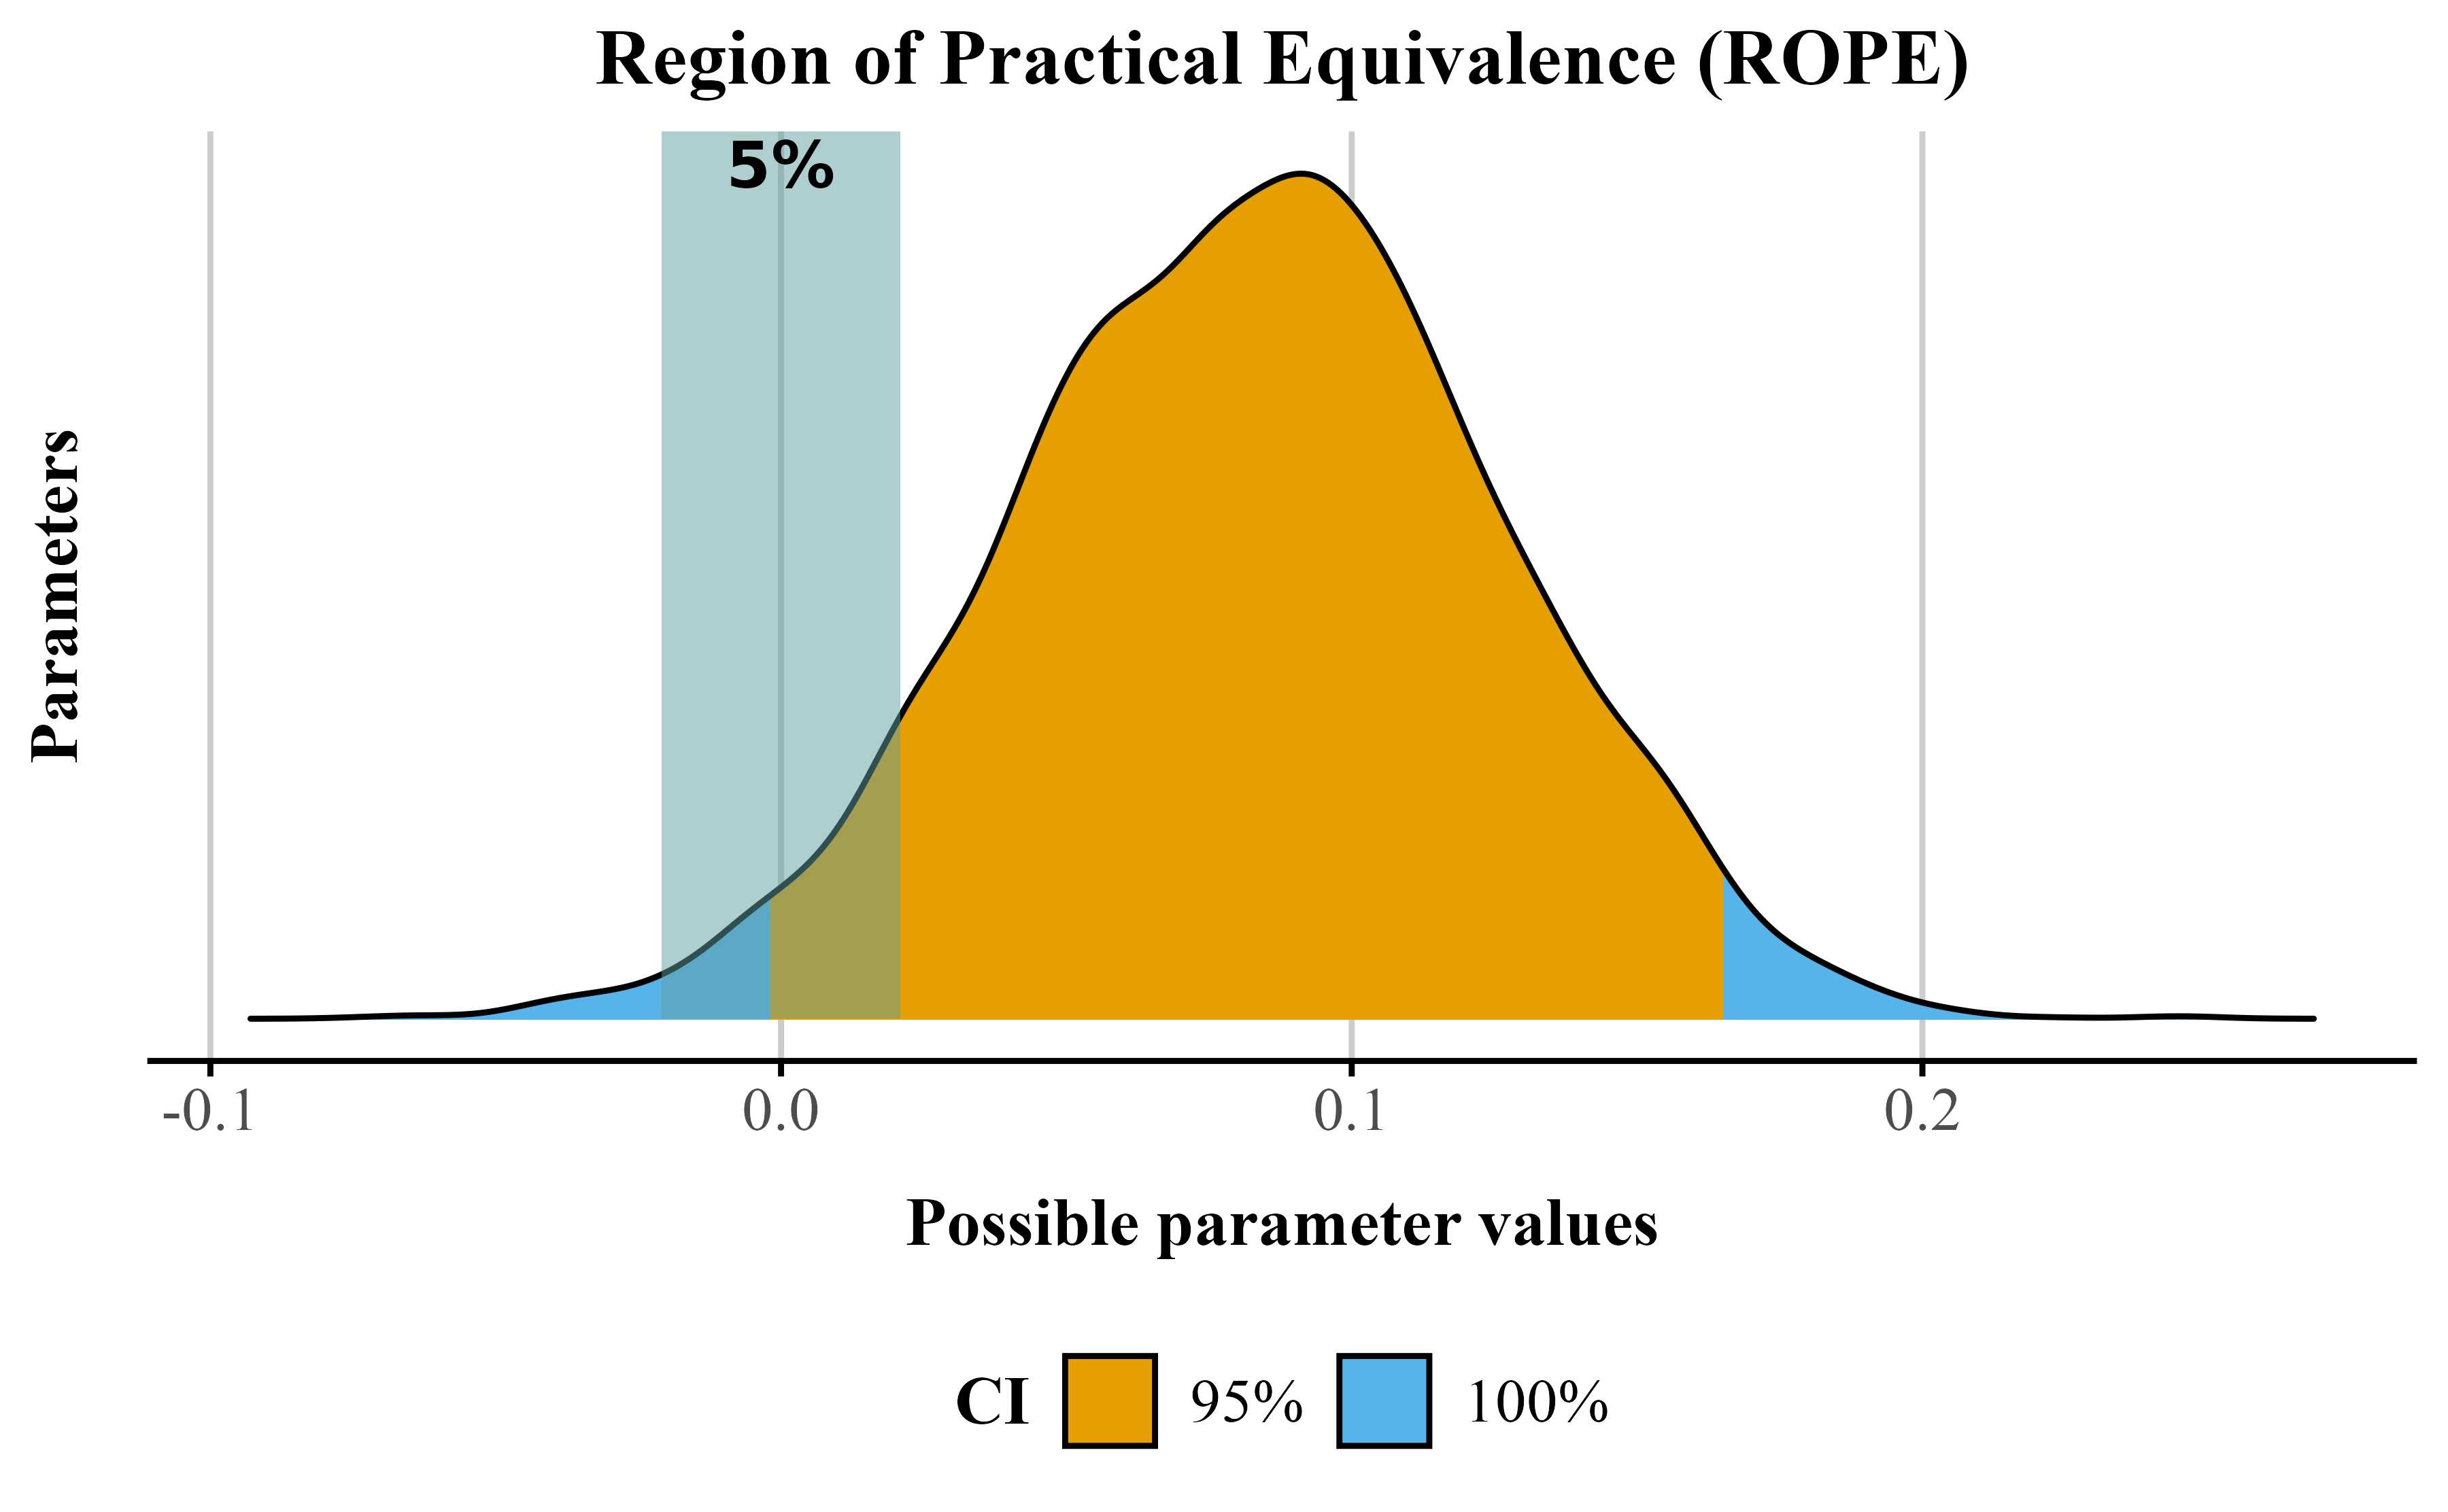 Region of Practical Equivalence (ROPE)
5%
Parameters
-0.1 0.0 0.1 0.2
Possible parameter values
CI 95% 100%